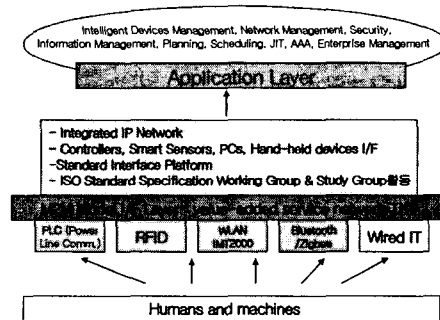 Intelligent Devices Management, Network Management, Security,
Information Management, Planning, Scheduling, JIT, AAA, Enterprise Management
Application Layer
- Integrated IP Network
- Controllers, Smart Sensors, PCs, Hand-held devices I/F
-Standard Interface Platform
- ISO Standard Specification Working Group & Study Group활동
PLC (Power
Line Comm.)
RFID
WLAN
IMT2000
Bluetooth
/Zigbee
Wired IT
Humans and machines